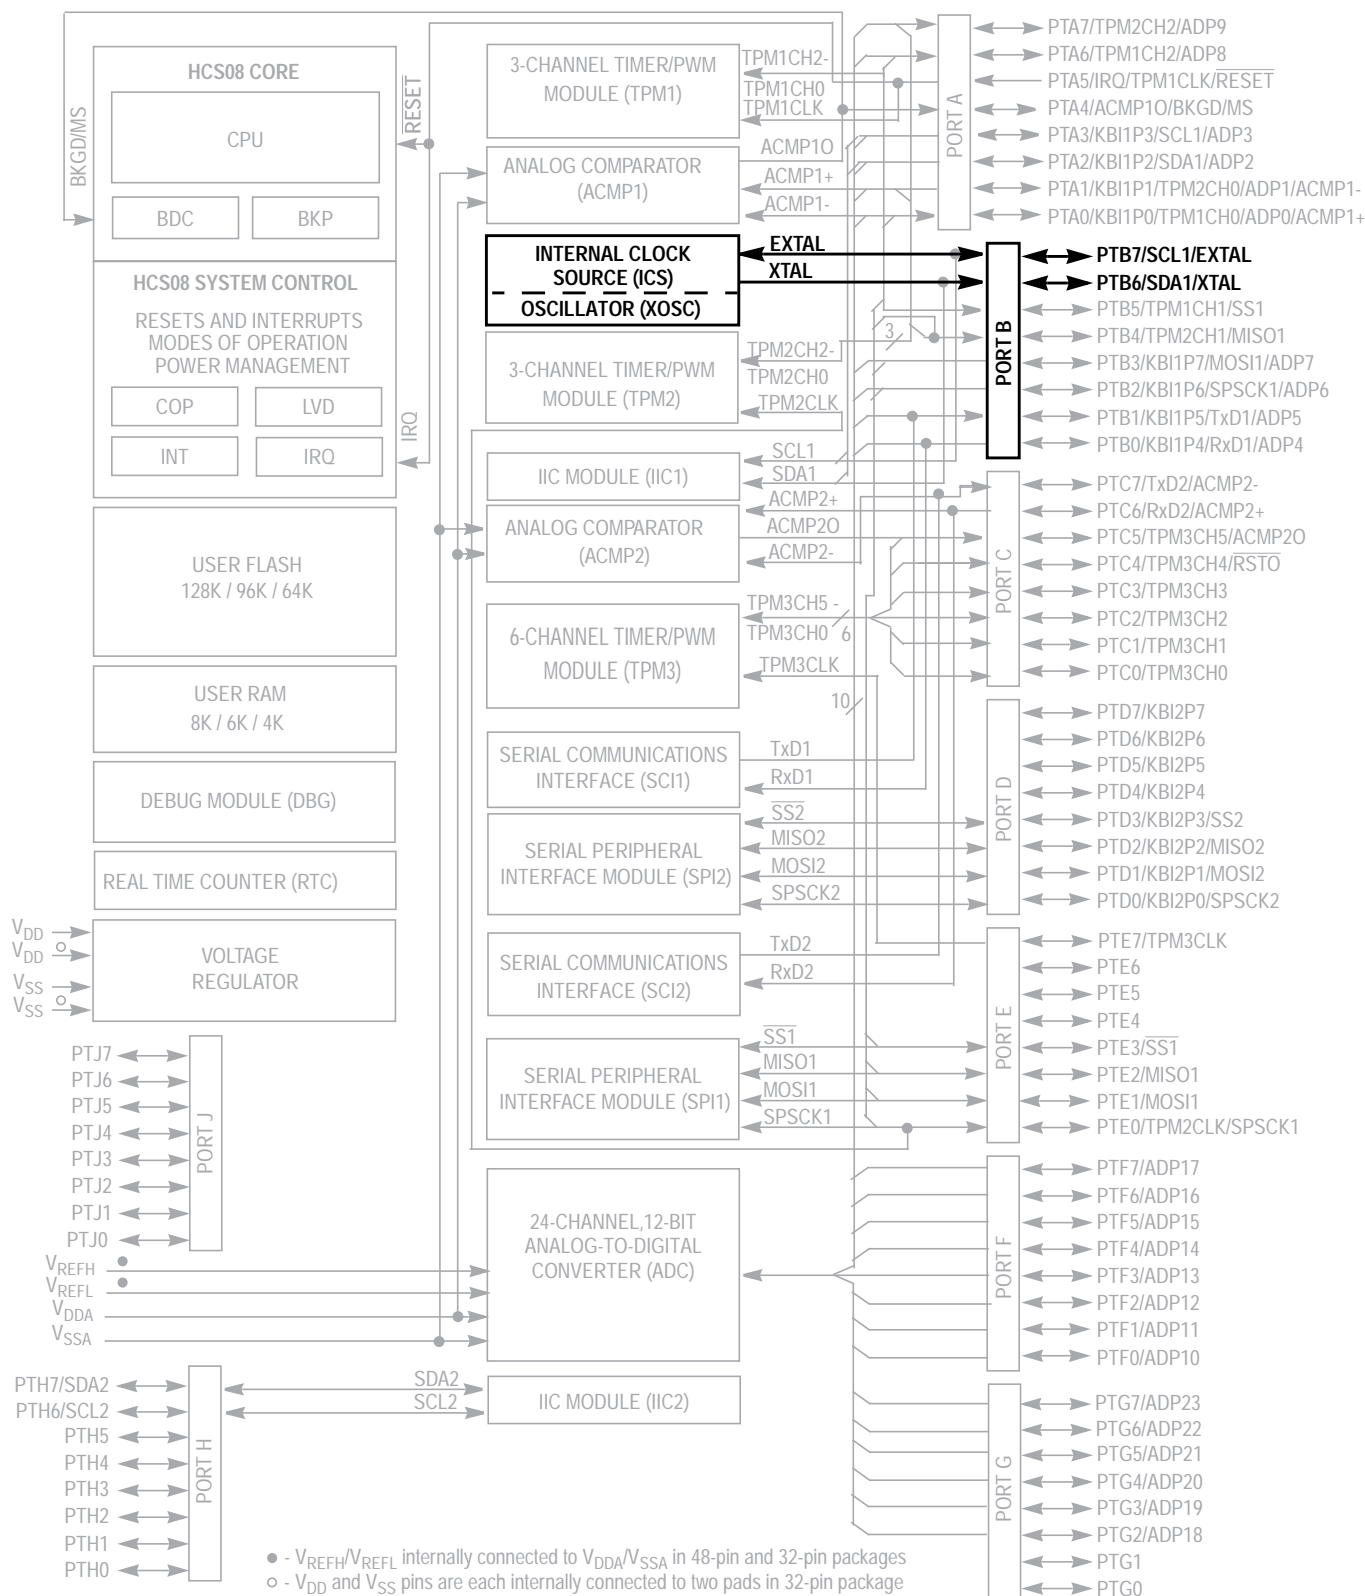 BKGD/MS
HCS08 CORE
CPU
BDC
BKP
RESET
HCS08 SYSTEM CONTROL
RESETS AND INTERRUPTS
MODES OF OPERATION
POWER MANAGEMENT
COP
LVD
INT
IRQ
IRQ
USER FLASH
128K / 96K / 64K
USER RAM
8K / 6K / 4K
DEBUG MODULE (DBG)
REAL TIME COUNTER (RTC)
VDD
VDD
VSS
VSS
VOLTAGE
REGULATOR
PTJ7
PTJ6
PTJ5
PTJ4
PTJ3
PTJ2
PTJ1
PTJ0
PORT J
VREFH
VREFL
VDDA
VSSA
PTH7/SDA2
PTH6/SCL2
PTH5
PTH4
PTH3
PTH2
PTH1
PTH0
PORT H
3-CHANNEL TIMER/PWM
MODULE (TPM1)
TPM1CH2-
TPM1CH0
TPM1CLK
ANALOG COMPARATOR
(ACMP1)
ACMP1O
ACMP1+
ACMP1-
INTERNAL CLOCK
SOURCE (ICS)
OSCILLATOR (XOSC)
EXTAL
XTAL
3-CHANNEL TIMER/PWM
MODULE (TPM2)
TPM2CH2-
TPM2CH0
TPM2CLK
3
IIC MODULE (IIC1)
SCL1
SDA1
ANALOG COMPARATOR
(ACMP2)
ACMP2+
ACMP2O
ACMP2-
6-CHANNEL TIMER/PWM
MODULE (TPM3)
TPM3CH5 -
TPM3CH0 6
TPM3CLK
10
SERIAL COMMUNICATIONS
INTERFACE (SCI1)
TxD1
RxD1
SERIAL PERIPHERAL
INTERFACE MODULE (SPI2)
SS2
MISO2
MOSI2
SPSCK2
SERIAL COMMUNICATIONS
INTERFACE (SCI2)
TxD2
RxD2
SERIAL PERIPHERAL
INTERFACE MODULE (SPI1)
SS1
MISO1
MOSI1
SPSCK1
24-CHANNEL,12-BIT
ANALOG-TO-DIGITAL
CONVERTER (ADC)
SDA2
SCL2
IIC MODULE (IIC2)
PORT A
PTA7/TPM2CH2/ADP9
PTA6/TPM1CH2/ADP8
PTA5/IRQ/TPM1CLK/RESET
PTA4/ACMP1O/BKGD/MS
PTA3/KBI1P3/SCL1/ADP3
PTA2/KBI1P2/SDA1/ADP2
PTA1/KBI1P1/TPM2CH0/ADP1/ACMP1-
PTA0/KBI1P0/TPM1CH0/ADP0/ACMP1+
PORT B
PTB7/SCL1/EXTAL
PTB6/SDA1/XTAL
PTB5/TPM1CH1/SS1
PTB4/TPM2CH1/MISO1
PTB3/KBI1P7/MOSI1/ADP7
PTB2/KBI1P6/SPSCK1/ADP6
PTB1/KBI1P5/TxD1/ADP5
PTB0/KBI1P4/RxD1/ADP4
PORT C
PTC7/TxD2/ACMP2-
PTC6/RxD2/ACMP2+
PTC5/TPM3CH5/ACMP2O
PTC4/TPM3CH4/RSTO
PTC3/TPM3CH3
PTC2/TPM3CH2
PTC1/TPM3CH1
PTC0/TPM3CH0
PORT D
PTD7/KBI2P7
PTD6/KBI2P6
PTD5/KBI2P5
PTD4/KBI2P4
PTD3/KBI2P3/SS2
PTD2/KBI2P2/MISO2
PTD1/KBI2P1/MOSI2
PTD0/KBI2P0/SPSCK2
PORT E
PTE7/TPM3CLK
PTE6
PTE5
PTE4
PTE3/SS1
PTE2/MISO1
PTE1/MOSI1
PTE0/TPM2CLK/SPSCK1
PORT F
PTF7/ADP17
PTF6/ADP16
PTF5/ADP15
PTF4/ADP14
PTF3/ADP13
PTF2/ADP12
PTF1/ADP11
PTF0/ADP10
PORT G
PTG7/ADP23
PTG6/ADP22
PTG5/ADP21
PTG4/ADP20
PTG3/ADP19
PTG2/ADP18
PTG1
PTG0
● - VREFH/VREFL internally connected to VDDA/VSSA in 48-pin and 32-pin packages
○ - VDD and VSS pins are each internally connected to two pads in 32-pin package